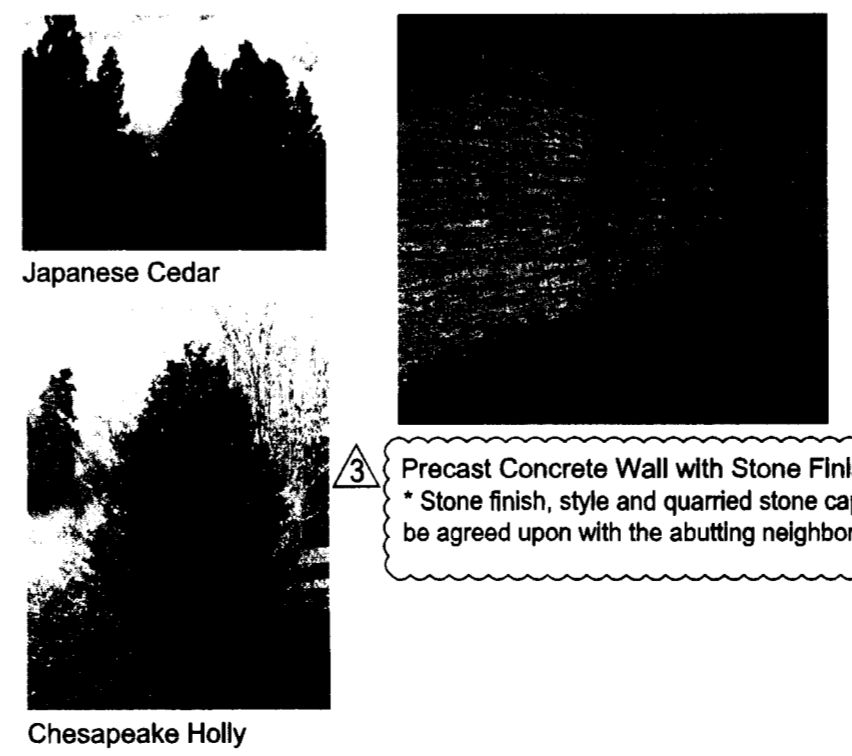 Japanese Cedar
3
Precast Concrete Wall with Stone
* Stone finish, style and quarried stone
be agreed upon with the abutting
Chesapeake Holly